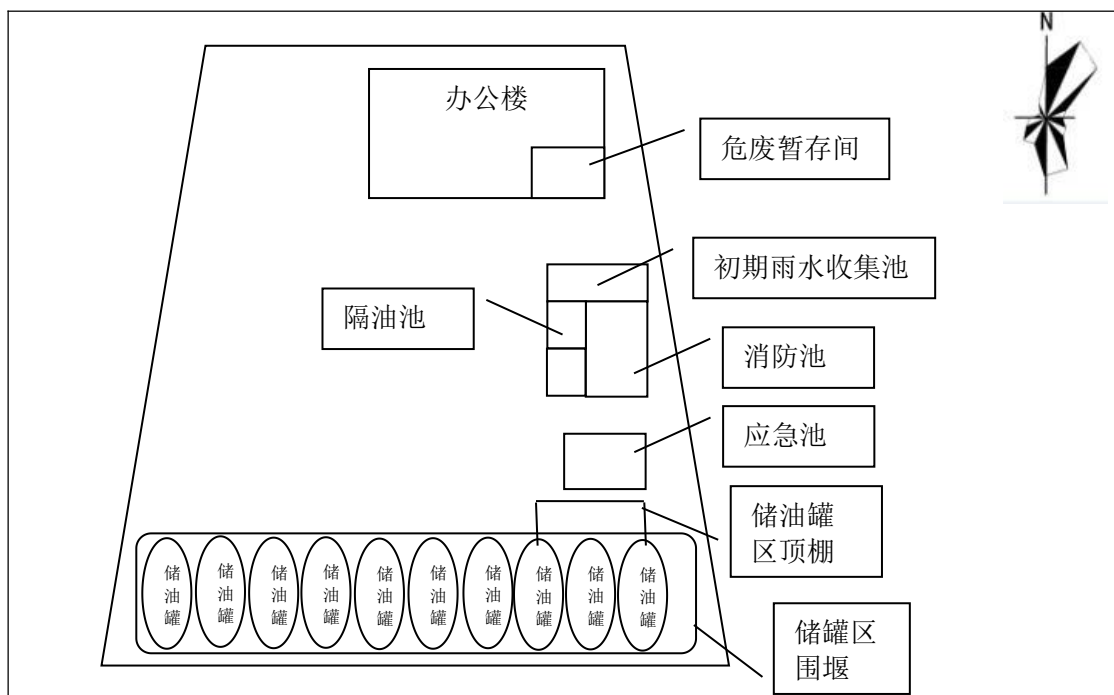 N
办公楼
危废暂存间
初期雨水收集池
隔油池
消防池
应急池
储油罐
区顶棚
储油罐
储油罐
储油罐
储油罐
储油罐
储油罐
储油罐
储油罐
储油罐
储油罐
储罐区
围堰